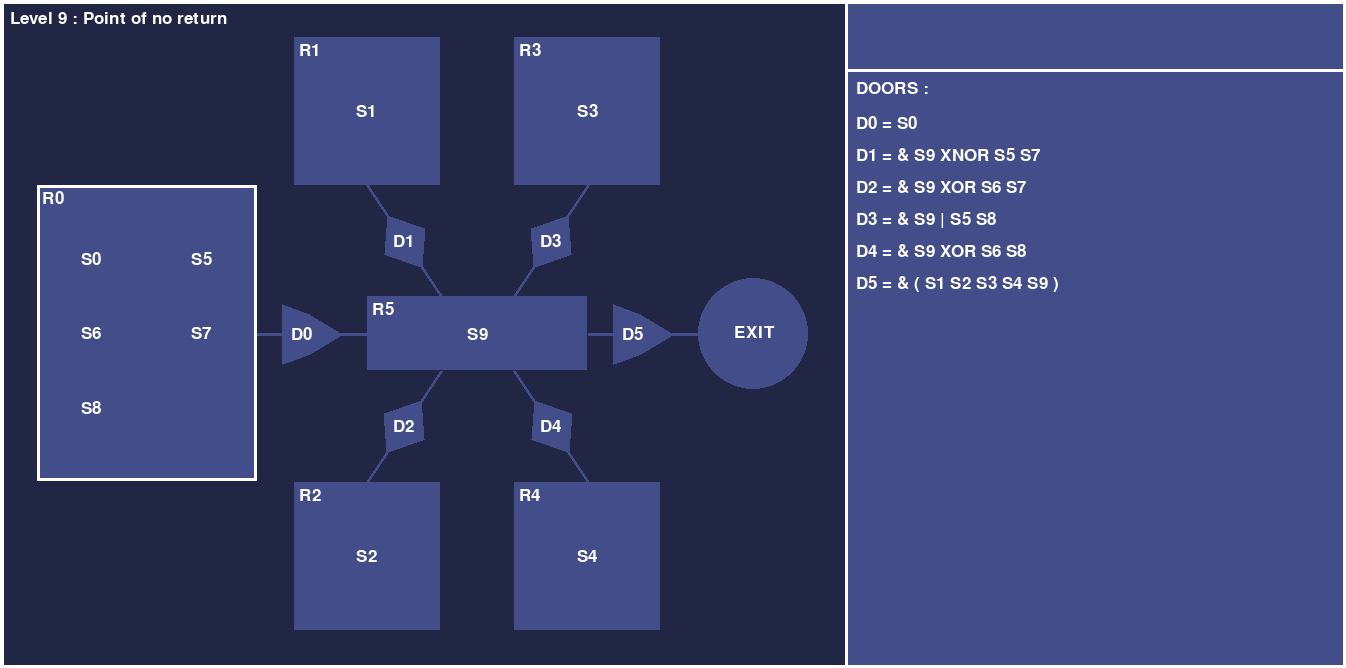 Level 9 : Point of no return
R1
S1
R3
S3
R0
S0
S5
S6
S7
S8
D0
D1
D3
R5
S9
D5
EXIT
D2
D4
R2
S2
R4
S4
DOORS :
D0 = S0
D1 = & S9 XNOR S5 S7
D2 = & S9 XOR S6 S7
D3 = & S9 | S5 S8
D4 = & S9 XOR S6 S8
D5 = & ( S1 S2 S3 S4 S9 )